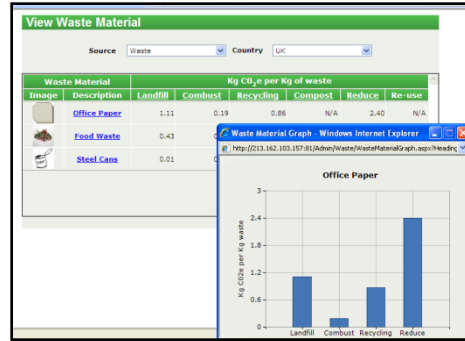 View Waste Material
Source Waste Country UK
Waste Material Kg CO₂e per Kg of waste
Image Description Landfill Combust Recycling Compost Reduce Re-use
Office Paper 1.11 0.19 0.86 N/A 2.40 N/A
Food Waste 0.43
Steel Cans 0.01
Waste Material Graph - Windows Internet Explorer
http://213.162.103.157:81/Admin/Waste/WasteMaterialGraph.aspx?Heading
Office Paper
Kg CO2e per Kg waste
3
2.4
1.8
1.2
0.6
0
Landfill Combust Recycling Reduce